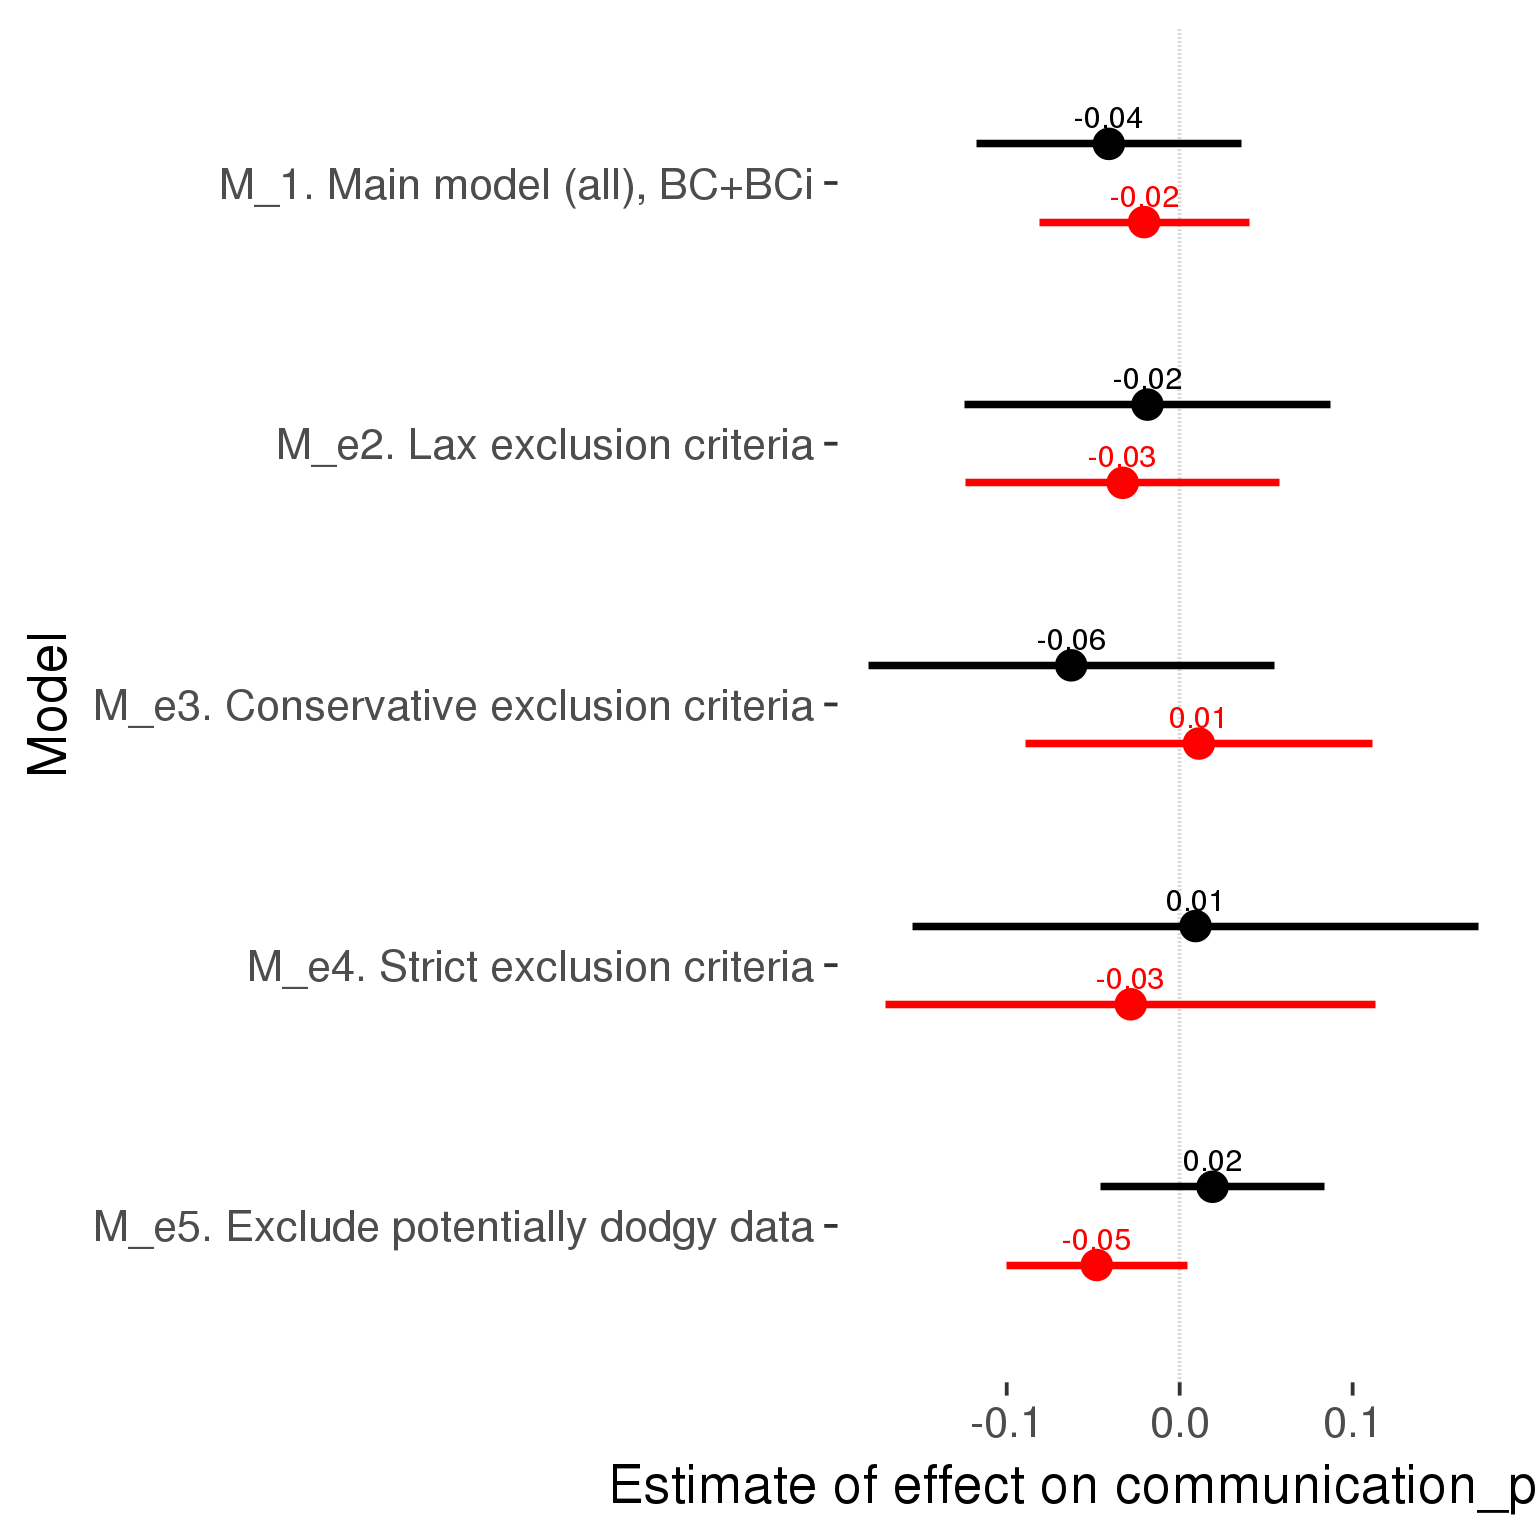 -0.04
M_1. Main model (all), BC+BCi
-0.02
-0.02
M_e2. Lax exclusion criteria
-0.03
-0.06
Model
M_e3. Conservative exclusion criteria
0.01
0.01
M_e4. Strict exclusion criteria
-0.03
0.02
M_e5. Exclude potentially dodgy data
-0.05
-0.1 0.0 0.1
Estimate of effect on communication_p